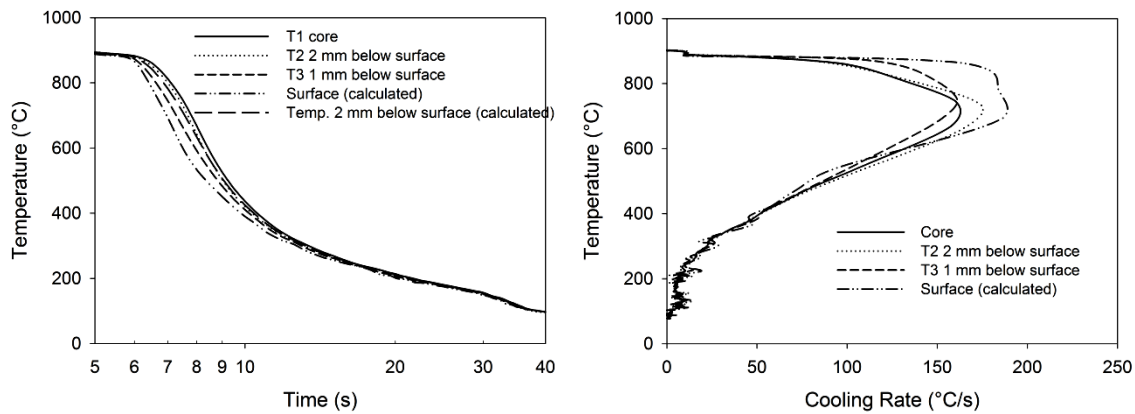 1000
800
600
400
200
0
Temperature (°C)
T1 core
T2 2 mm below surface
T3 1 mm below surface
Surface (calculated)
Temp. 2 mm below surface (calculated)
5 6 7 8 9 10 20 30 40
Time (s)
1000
800
600
400
200
0
Temperature (°C)
Core
T2 2 mm below surface
T3 1 mm below surface
Surface (calculated)
0 50 100 150 200 250
Cooling Rate (°C/s)